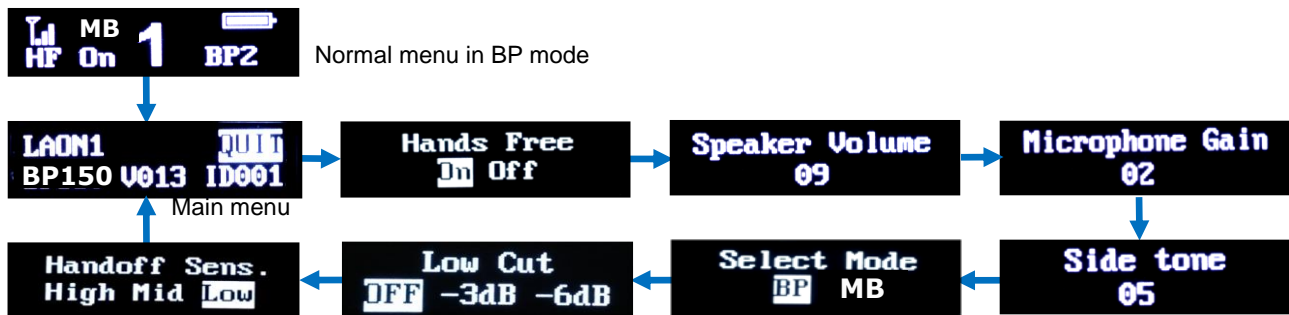 MB
HF On 1 BP2
Normal menu in BP mode
LAON1 QUIT
BP150 V013 ID001
Main menu
Hands Free
On Off
Speaker Volume
09
Microphone Gain
02
Handoff Sens.
High Mid Low
Low Cut
OFF -3dB -6dB
Select Mode
BP MB
Side tone
05